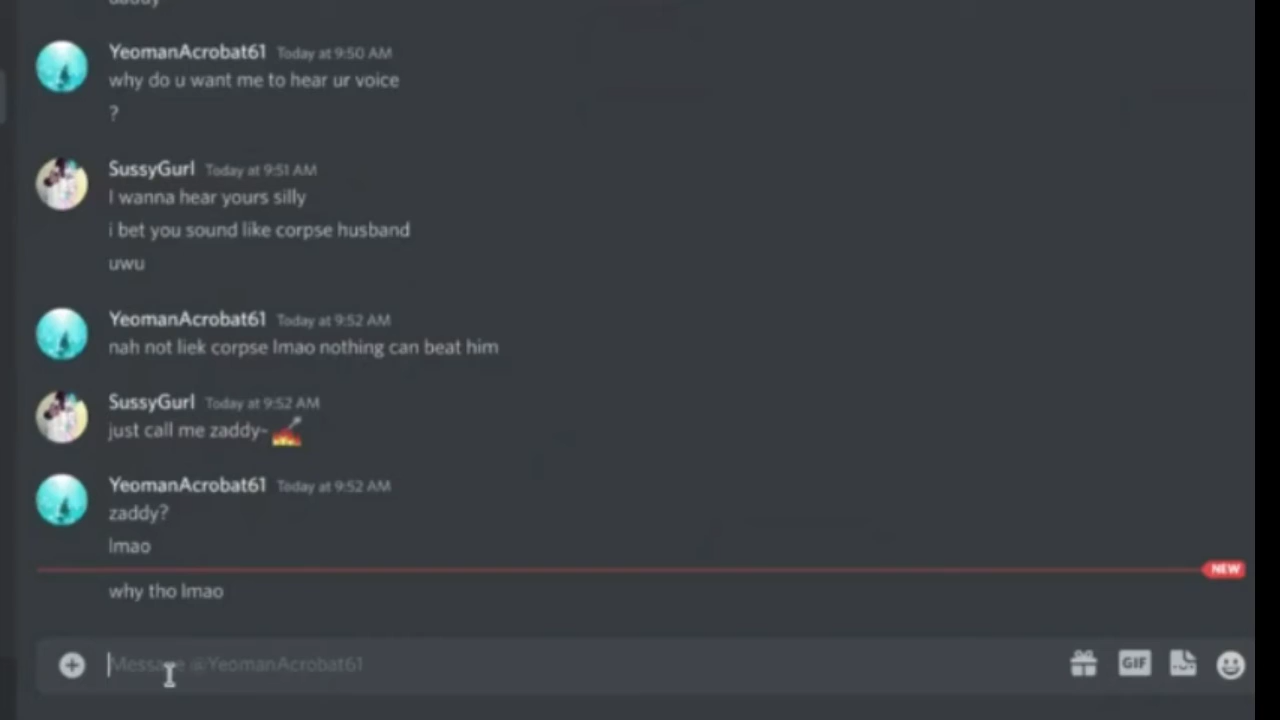 daddy
YeomanAcrobat61 Today at 9:50 AM
why do u want me to hear ur voice
?
SussyGurl Today at 9:51 AM
I wanna hear yours silly
i bet you sound like corpse husband
uwu
YeomanAcrobat61 Today at 9:52 AM
nah not liek corpse lmao nothing can beat him
SussyGurl Today at 9:52 AM
just call me zaddy~
YeomanAcrobat61 Today at 9:52 AM
zaddy?
lmao
NEW
why tho lmao
Message @YeomanAcrobat61
GIF